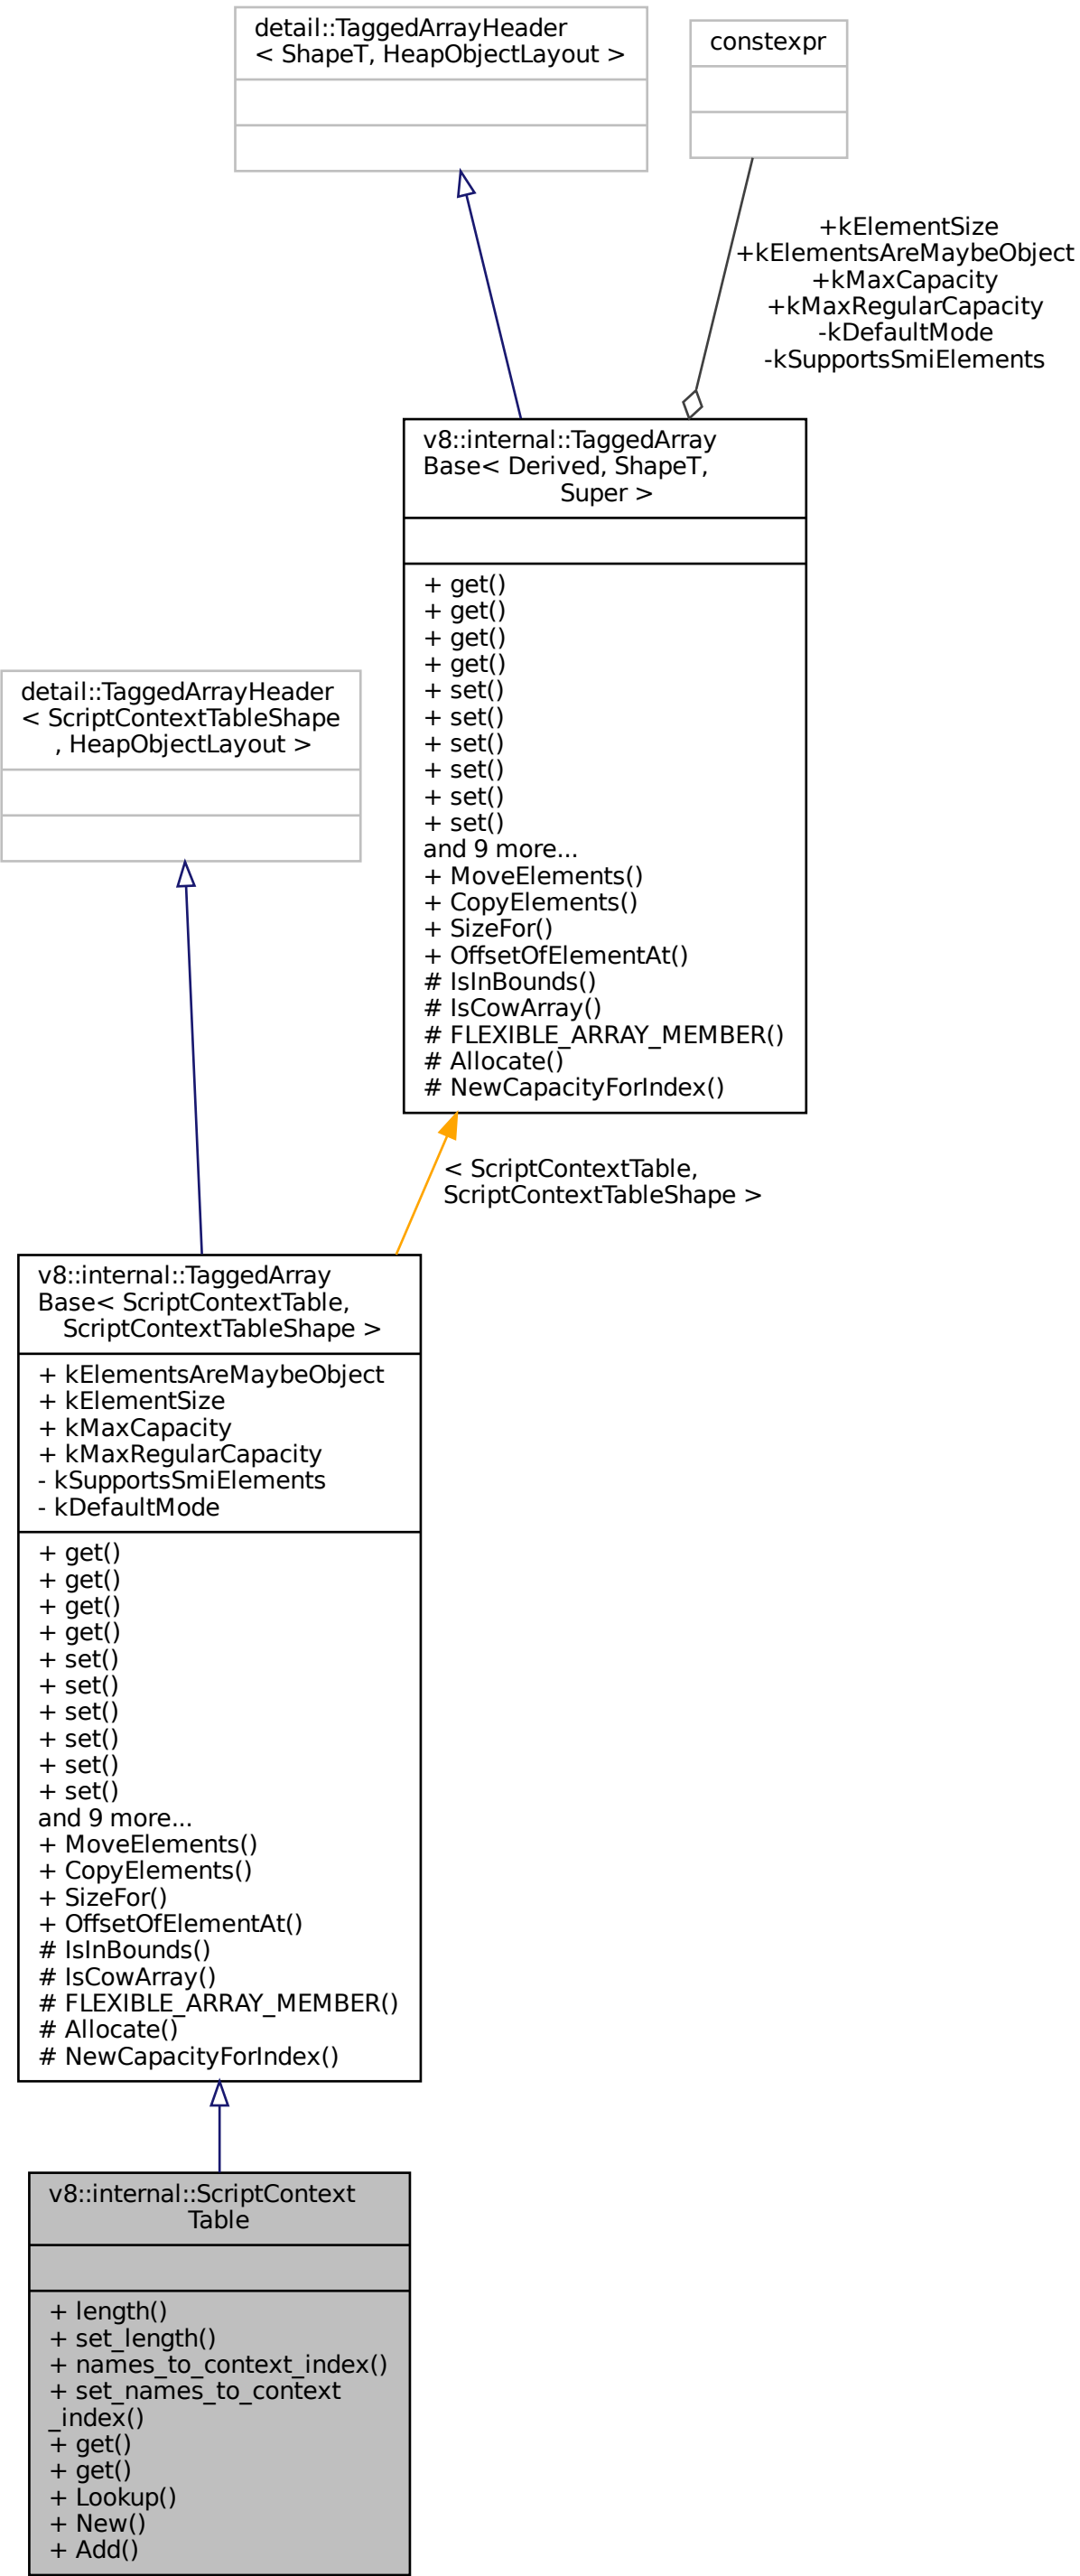 detail::TaggedArrayHeader
< ShapeT, HeapObjectLayout >
constexpr
+kElementSize
+kElementsAreMaybeObject
+kMaxCapacity
+kMaxRegularCapacity
-kDefaultMode
-kSupportsSmiElements
v8::internal::TaggedArray
Base< Derived, ShapeT,
Super >
+ get()
+ get()
+ get()
+ get()
+ set()
+ set()
+ set()
+ set()
+ set()
+ set()
and 9 more...
+ MoveElements()
+ CopyElements()
+ SizeFor()
+ OffsetOfElementAt()
# IsInBounds()
# IsCowArray()
# FLEXIBLE_ARRAY_MEMBER()
# Allocate()
# NewCapacityForIndex()
detail::TaggedArrayHeader
< ScriptContextTableShape
, HeapObjectLayout >
< ScriptContextTable,
ScriptContextTableShape >
v8::internal::TaggedArray
Base< ScriptContextTable,
ScriptContextTableShape >
+ kElementsAreMaybeObject
+ kElementSize
+ kMaxCapacity
+ kMaxRegularCapacity
- kSupportsSmiElements
- kDefaultMode
+ get()
+ get()
+ get()
+ get()
+ set()
+ set()
+ set()
+ set()
+ set()
+ set()
and 9 more...
+ MoveElements()
+ CopyElements()
+ SizeFor()
+ OffsetOfElementAt()
# IsInBounds()
# IsCowArray()
# FLEXIBLE_ARRAY_MEMBER()
# Allocate()
# NewCapacityForIndex()
v8::internal::ScriptContext
Table
+ length()
+ set_length()
+ names_to_context_index()
+ set_names_to_context
_index()
+ get()
+ get()
+ Lookup()
+ New()
+ Add()